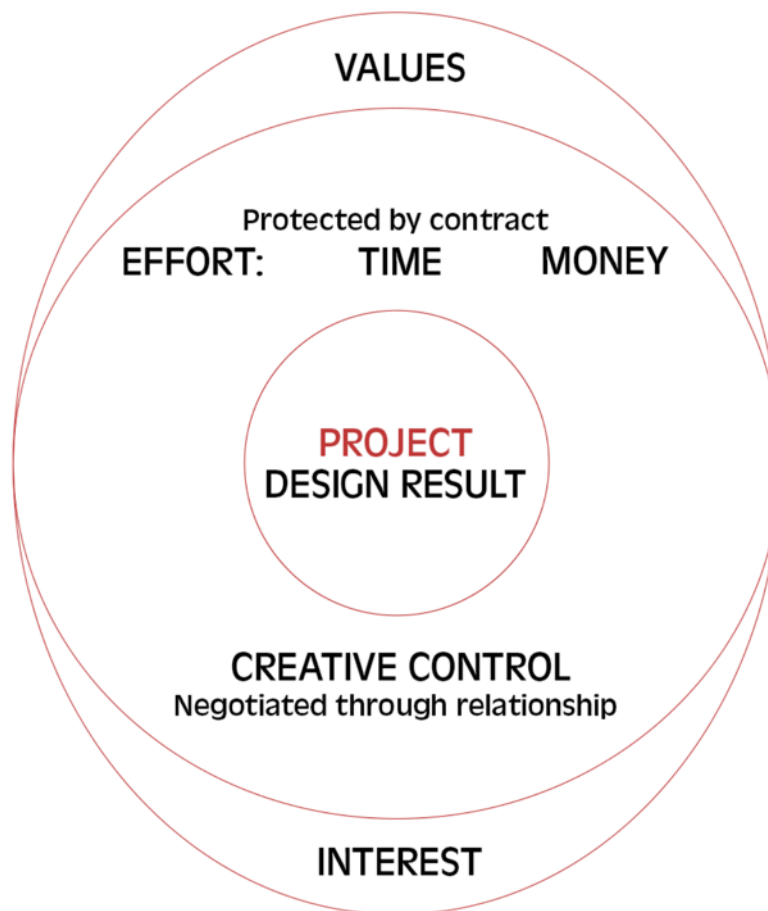 VALUES
Protected by contract
EFFORT: TIME MONEY
PROJECT
DESIGN RESULT
CREATIVE CONTROL
Negotiated through relationship
INTEREST